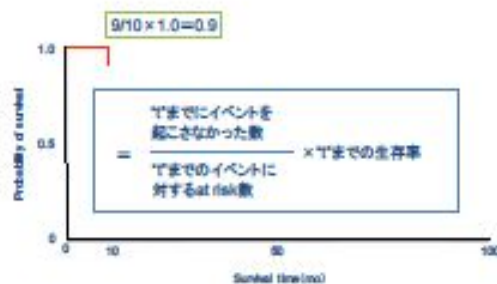 9/10×1.0=0.9
1.0
Probability of survival
0.5
0
"t"までにイベントを
起こさなかった数
=
"t"までのイベントに
対するat risk数
×"t"までの生存率
0
10
50
100
Survival time(mo)